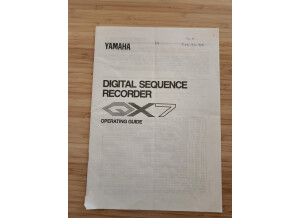 YAMAHA
DIGITAL SEQUENCE
RECORDER
QX7
OPERATING GUIDE